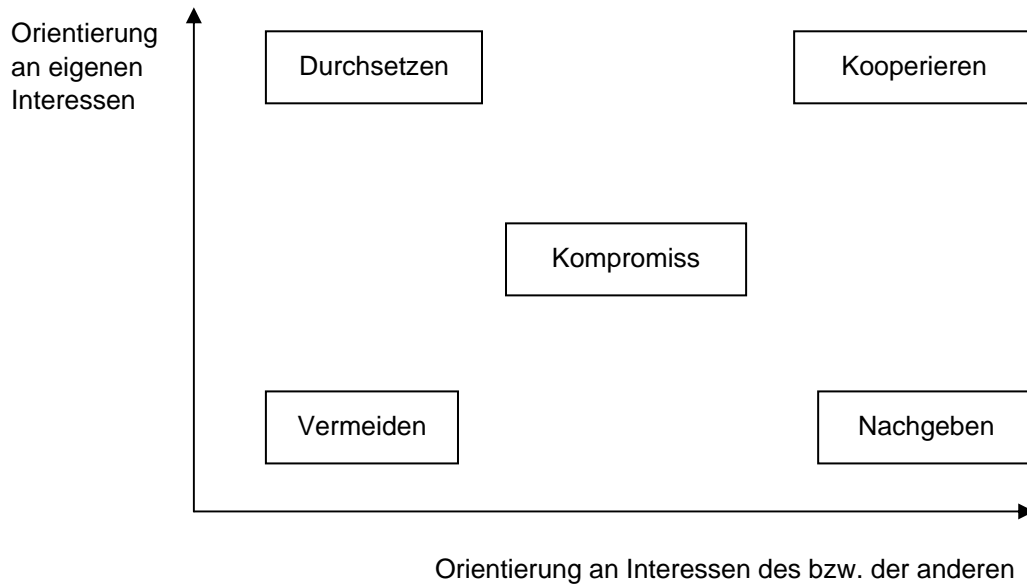 Orientierung
an eigenen
Interessen
Durchsetzen
Kooperieren
Kompromiss
Vermeiden
Nachgeben
Orientierung an Interessen des bzw. der anderen